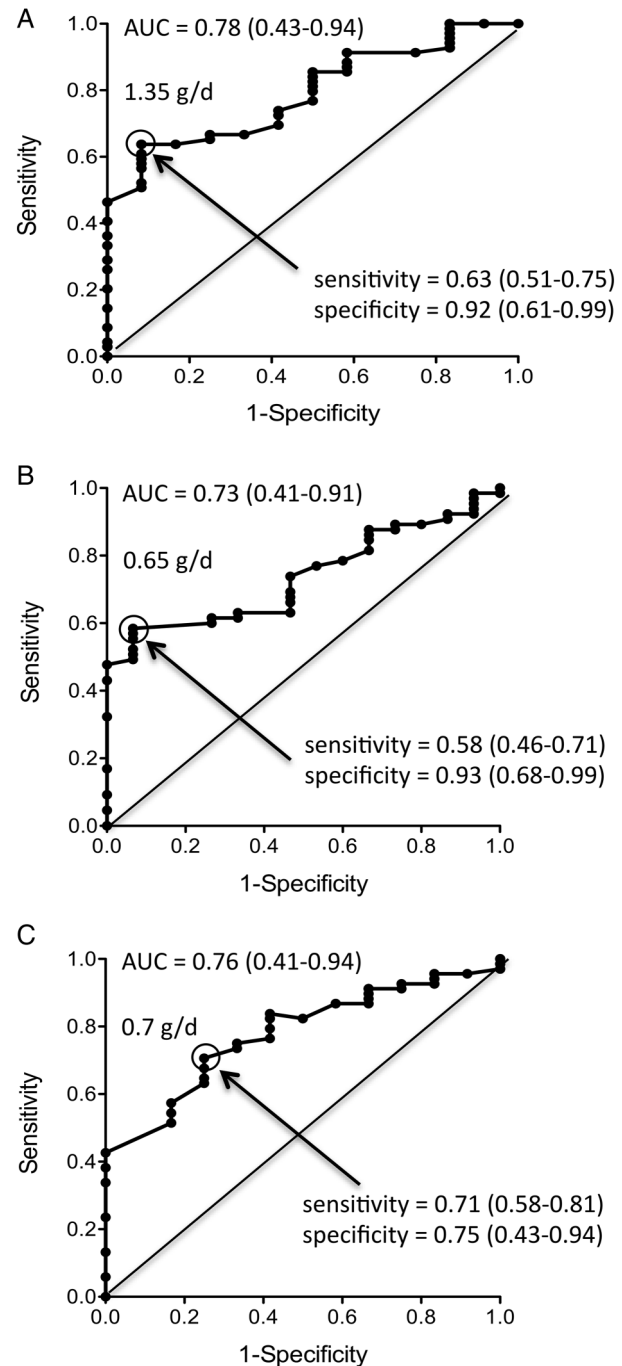 A
AUC = 0.78 (0.43-0.94)
1.35 g/d
Sensitivity
1.0
0.8
0.6
0.4
0.2
0.0
sensitivity = 0.63 (0.51-0.75)
specificity = 0.92 (0.61-0.99)
0.0 0.2 0.4 0.6 0.8 1.0
1-Specificity
B
AUC = 0.73 (0.41-0.91)
0.65 g/d
Sensitivity
1.0
0.8
0.6
0.4
0.2
0.0
sensitivity = 0.58 (0.46-0.71)
specificity = 0.93 (0.68-0.99)
0.0 0.2 0.4 0.6 0.8 1.0
1-Specificity
C
AUC = 0.76 (0.41-0.94)
0.7 g/d
Sensitivity
1.0
0.8
0.6
0.4
0.2
0.0
sensitivity = 0.71 (0.58-0.81)
specificity = 0.75 (0.43-0.94)
0.0 0.2 0.4 0.6 0.8 1.0
1-Specificity